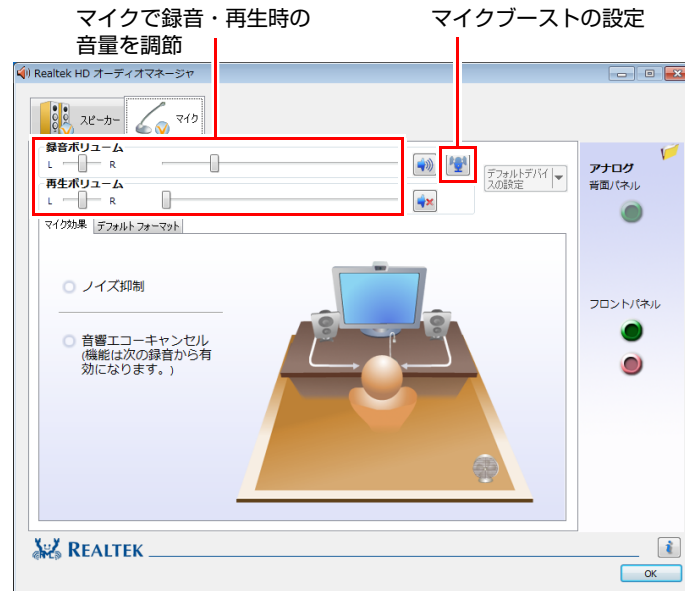 マイクで録音・再生時の
音量を調節
マイクブーストの設定
Realtek HD オーディオマネージャ
スピーカー
マイク
録音ボリューム
L R
再生ボリューム
L R
デフォルトデバイ
スの設定
アナログ
背面パネル
マイク効果
デフォルトフォーマット
ノイズ抑制
音響エコーキャンセル
(機能は次の録音から有
効になります。)
フロントパネル
REALTEK
i
OK